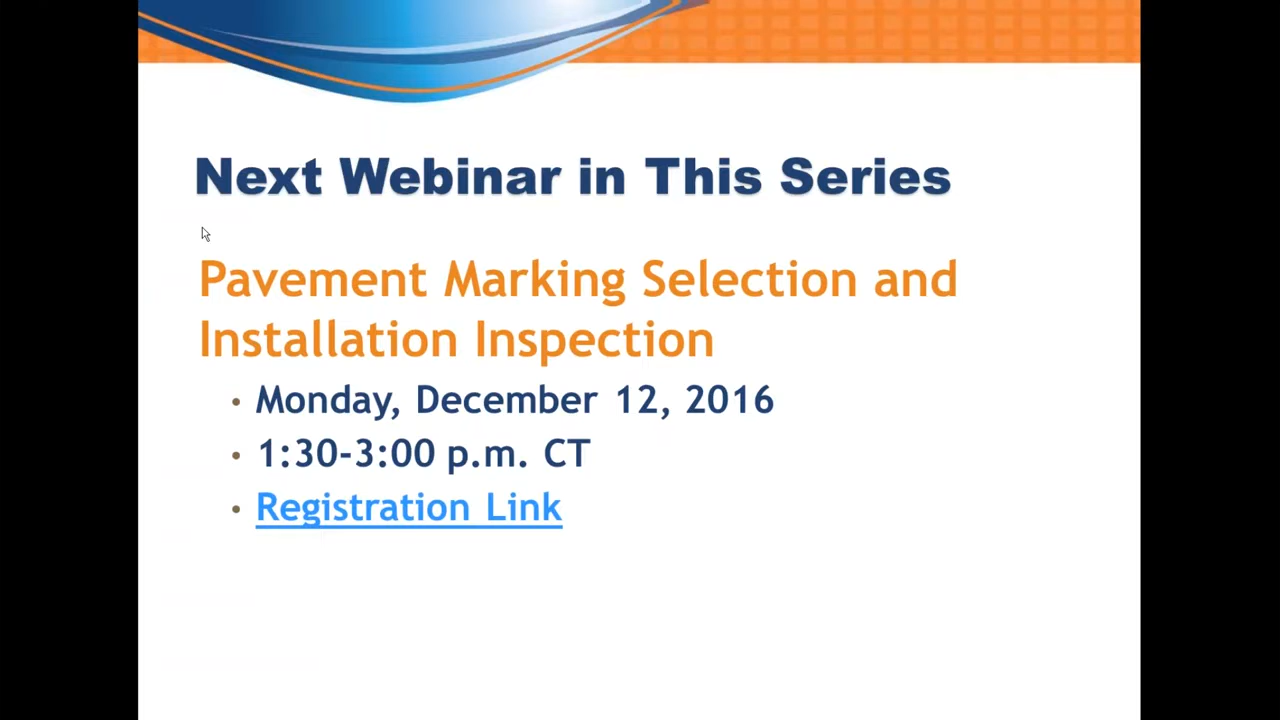 Next Webinar in This Series
Pavement Marking Selection and
Installation Inspection
• Monday, December 12, 2016
• 1:30-3:00 p.m. CT
• Registration Link